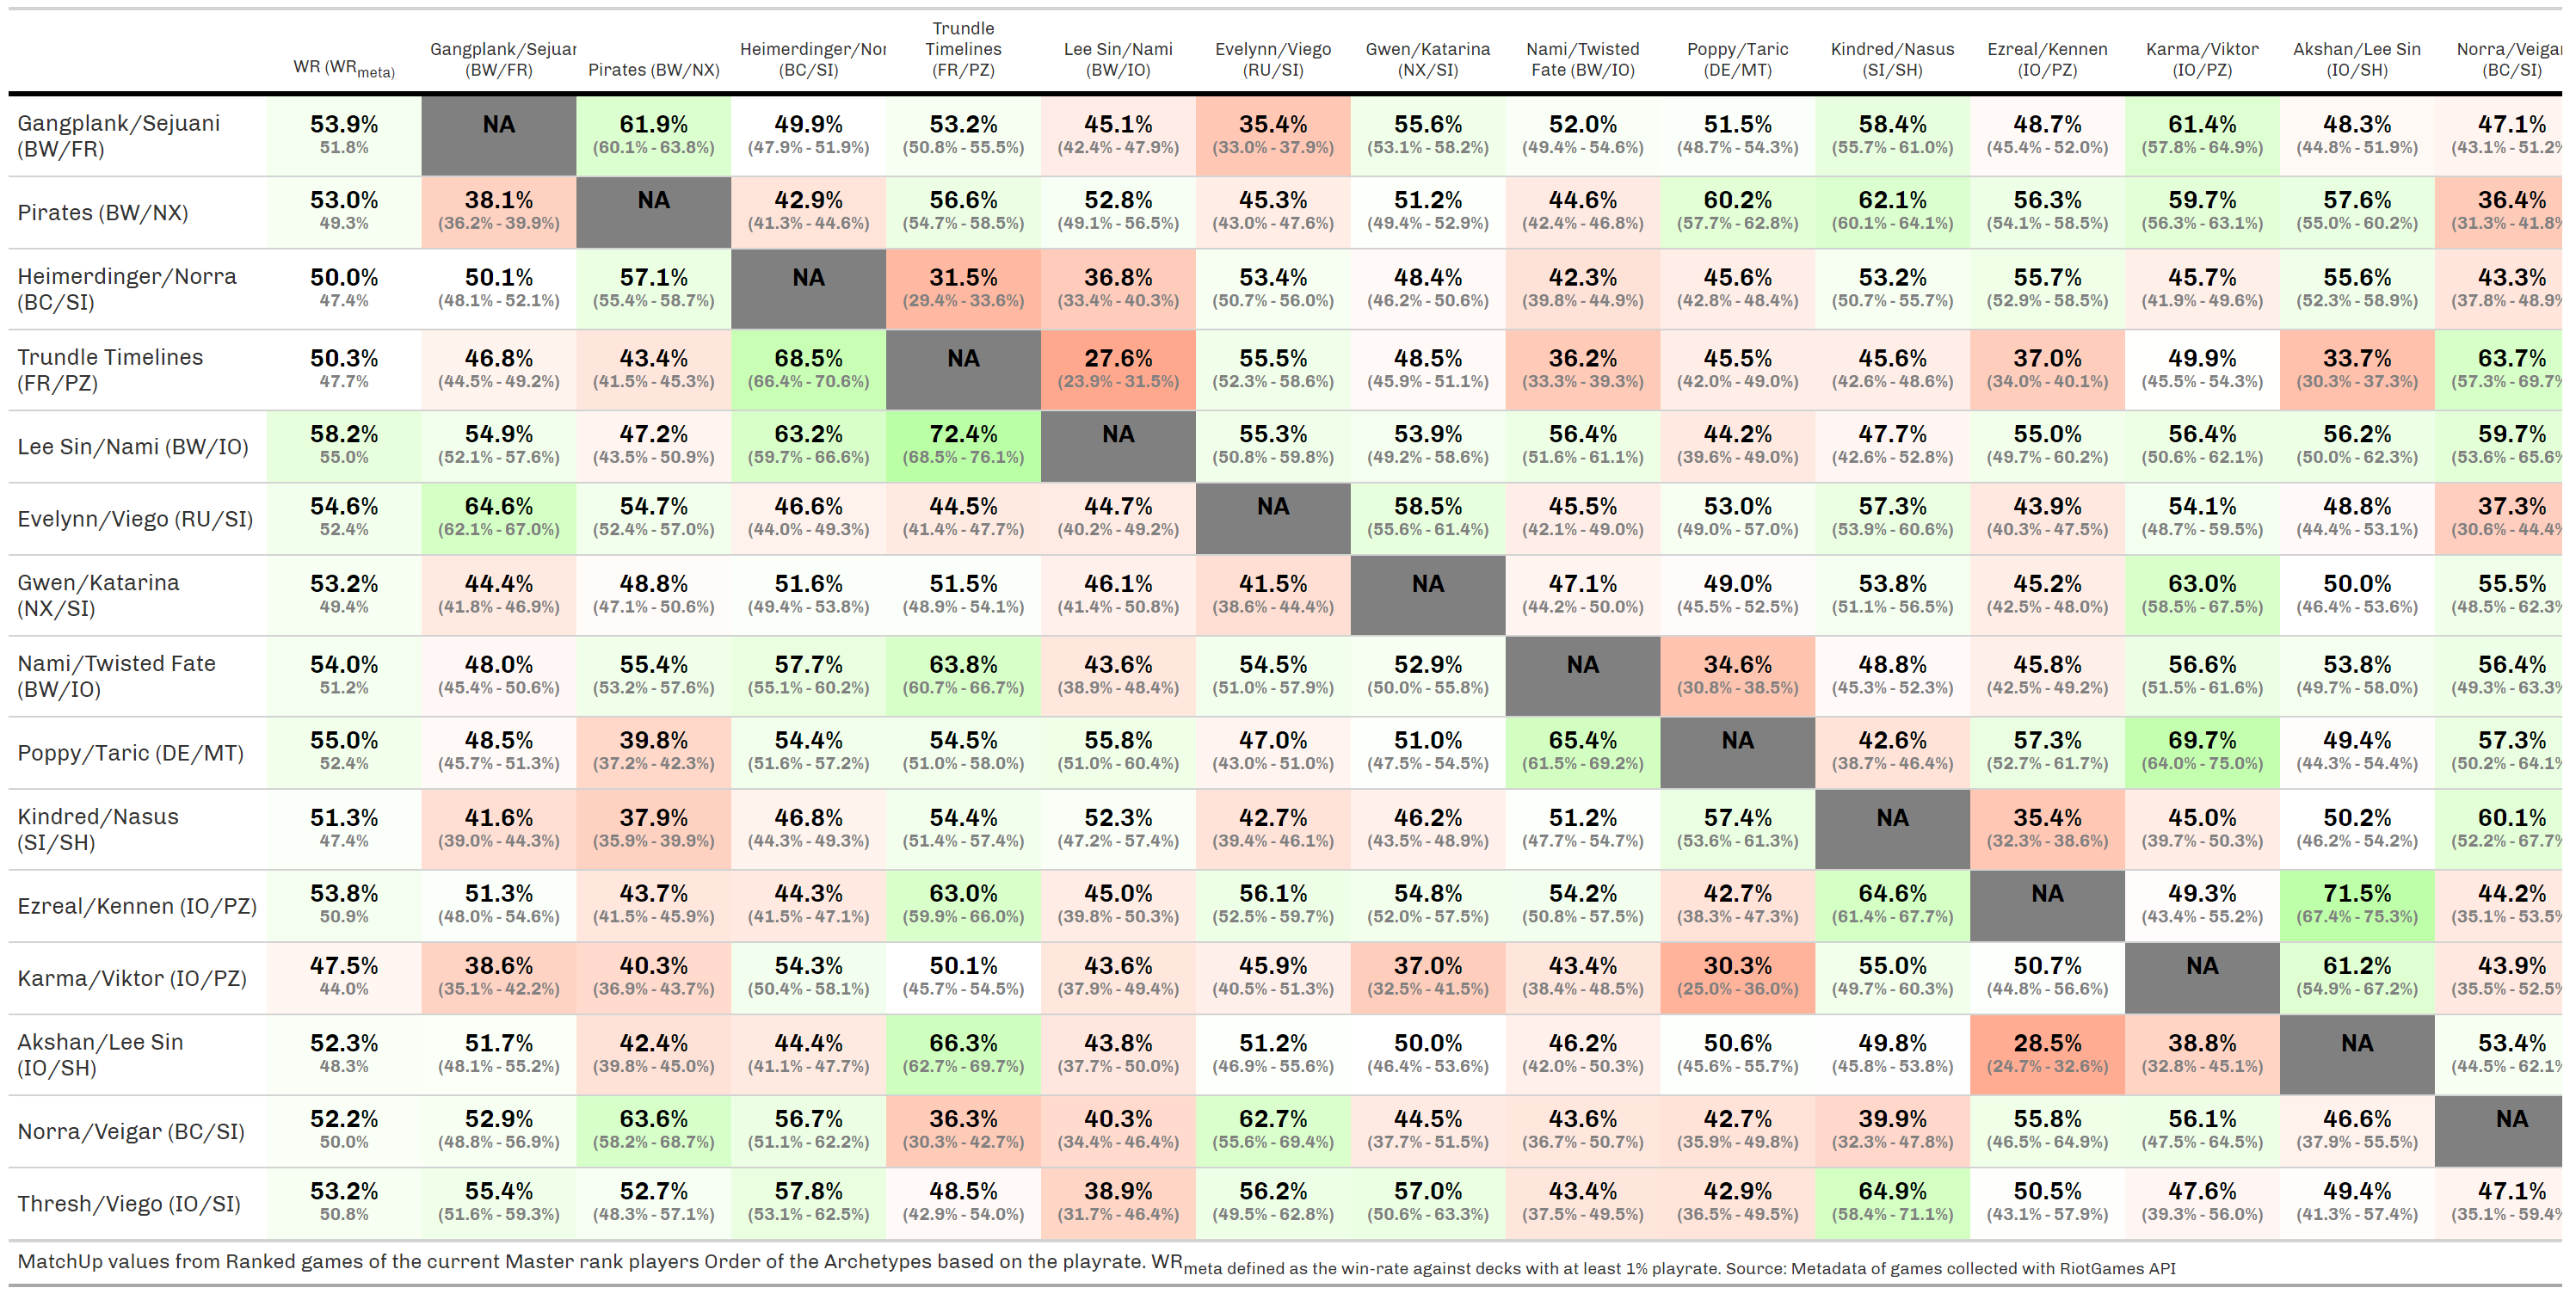 WR (WRmeta) Gangplank/Sejuar (BW/FR) Pirates (BW/NX) Heimerdinger/Nor (BC/SI) Trundle Timelines (FR/PZ) Lee Sin/Nami (BW/IO) Evelynn/Viego (RU/SI) Gwen/Katarina (NX/SI) Nami/Twisted Fate (BW/IO) Poppy/Taric (DE/MT) Kindred/Nasus (SI/SH) Ezreal/Kennen (IO/PZ) Karma/Viktor (IO/PZ) Akshan/Lee Sin (IO/SH) Norra/Veigar (BC/SI)
Gangplank/Sejuani 53.9% NA 61.9% 49.9% 53.2% 45.1% 35.4% 55.6% 52.0% 51.5% 58.4% 48.7% 61.4% 48.3% 47.1%
(BW/FR) 51.8% (60.1% - 63.8%) (47.9% - 51.9%) (50.8% - 55.5%) (42.4% - 47.9%) (33.0% - 37.9%) (53.1% - 58.2%) (49.4% - 54.6%) (48.7% - 54.3%) (55.7% - 61.0%) (45.4% - 52.0%) (57.8% - 64.9%) (44.8% - 51.9%) (43.1% - 51.2%
Pirates (BW/NX) 53.0% 38.1% NA 42.9% 56.6% 52.8% 45.3% 51.2% 44.6% 60.2% 62.1% 56.3% 59.7% 57.6% 36.4%
49.3% (36.2% - 39.9%) (41.3% - 44.6%) (54.7% - 58.5%) (49.1% - 56.5%) (43.0% - 47.6%) (49.4% - 52.9%) (42.4% - 46.8%) (57.7% - 62.8%) (60.1% - 64.1%) (54.1% - 58.5%) (56.3% - 63.1%) (55.0% - 60.2%) (31.3% - 41.8%
Heimerdinger/Norra 50.0% 50.1% 57.1% NA 31.5% 36.8% 53.4% 48.4% 42.3% 45.6% 53.2% 55.7% 45.7% 55.6% 43.3%
(BC/SI) 47.4% (48.1% - 52.1%) (55.4% - 58.7%) (29.4% - 33.6%) (33.4% - 40.3%) (50.7% - 56.0%) (46.2% - 50.6%) (39.8% - 44.9%) (42.8% - 48.4%) (50.7% - 55.7%) (52.9% - 58.5%) (41.9% - 49.6%) (52.3% - 58.9%) (37.8% - 48.9%
Trundle Timelines 50.3% 46.8% 43.4% 68.5% NA 27.6% 55.5% 48.5% 36.2% 45.5% 45.6% 37.0% 49.9% 33.7% 63.7%
(FR/PZ) 47.7% (44.5% - 49.2%) (41.5% - 45.3%) (66.4% - 70.6%) (23.9% - 31.5%) (52.3% - 58.6%) (45.9% - 51.1%) (33.3% - 39.3%) (42.0% - 49.0%) (42.6% - 48.6%) (34.0% - 40.1%) (45.5% - 54.3%) (30.3% - 37.3%) (57.3% - 69.7%
Lee Sin/Nami (BW/IO) 58.2% 54.9% 47.2% 63.2% 72.4% NA 55.3% 53.9% 56.4% 44.2% 47.7% 55.0% 56.4% 56.2% 59.7%
55.0% (52.1% - 57.6%) (43.5% - 50.9%) (59.7% - 66.6%) (68.5% - 76.1%) (50.8% - 59.8%) (49.2% - 58.6%) (51.6% - 61.1%) (39.6% - 49.0%) (42.6% - 52.8%) (49.7% - 60.2%) (50.6% - 62.1%) (50.0% - 62.3%) (53.6% - 65.6%
Evelynn/Viego (RU/SI) 54.6% 64.6% 54.7% 46.6% 44.5% 44.7% NA 58.5% 45.5% 53.0% 57.3% 43.9% 54.1% 48.8% 37.3%
52.4% (62.1% - 67.0%) (52.4% - 57.0%) (44.0% - 49.3%) (41.4% - 47.7%) (40.2% - 49.2%) (55.6% - 61.4%) (42.1% - 49.0%) (49.0% - 57.0%) (53.9% - 60.6%) (40.3% - 47.5%) (48.7% - 59.5%) (44.4% - 53.1%) (30.6% - 44.4%
Gwen/Katarina 53.2% 44.4% 48.8% 51.6% 51.5% 46.1% 41.5% NA 47.1% 49.0% 53.8% 45.2% 63.0% 50.0% 55.5%
(NX/SI) 49.4% (41.8% - 46.9%) (47.1% - 50.6%) (49.4% - 53.8%) (48.9% - 54.1%) (41.4% - 50.8%) (38.6% - 44.4%) (44.2% - 50.0%) (45.5% - 52.5%) (51.1% - 56.5%) (42.5% - 48.0%) (58.5% - 67.5%) (46.4% - 53.6%) (48.5% - 62.3%
Nami/Twisted Fate 54.0% 48.0% 55.4% 57.7% 63.8% 43.6% 54.5% 52.9% NA 34.6% 48.8% 45.8% 56.6% 53.8% 56.4%
(BW/IO) 51.2% (45.4% - 50.6%) (53.2% - 57.6%) (55.1% - 60.2%) (60.7% - 66.7%) (38.9% - 48.4%) (51.0% - 57.9%) (50.0% - 55.8%) (30.8% - 38.5%) (45.3% - 52.3%) (42.5% - 49.2%) (51.5% - 61.6%) (49.7% - 58.0%) (49.3% - 63.3%
Poppy/Taric (DE/MT) 55.0% 48.5% 39.8% 54.4% 54.5% 55.8% 47.0% 51.0% 65.4% NA 42.6% 57.3% 69.7% 49.4% 57.3%
52.4% (45.7% - 51.3%) (37.2% - 42.3%) (51.6% - 57.2%) (51.0% - 58.0%) (51.0% - 60.4%) (43.0% - 51.0%) (47.5% - 54.5%) (61.5% - 69.2%) (38.7% - 46.4%) (52.7% - 61.7%) (64.0% - 75.0%) (44.3% - 54.4%) (50.2% - 64.1%
Kindred/Nasus 51.3% 41.6% 37.9% 46.8% 54.4% 52.3% 42.7% 46.2% 51.2% 57.4% NA 35.4% 45.0% 50.2% 60.1%
(SI/SH) 47.4% (39.0% - 44.3%) (35.9% - 39.9%) (44.3% - 49.3%) (51.4% - 57.4%) (47.2% - 57.4%) (39.4% - 46.1%) (43.5% - 48.9%) (47.7% - 54.7%) (53.6% - 61.3%) (32.3% - 38.6%) (39.7% - 50.3%) (46.2% - 54.2%) (52.2% - 67.7%
Ezreal/Kennen (IO/PZ) 53.8% 51.3% 43.7% 44.3% 63.0% 45.0% 56.1% 54.8% 54.2% 42.7% 64.6% NA 49.3% 71.5% 44.2%
50.9% (48.0% - 54.6%) (41.5% - 45.9%) (41.5% - 47.1%) (59.9% - 66.0%) (39.8% - 50.3%) (52.5% - 59.7%) (52.0% - 57.5%) (50.8% - 57.5%) (38.3% - 47.3%) (61.4% - 67.7%) (43.4% - 55.2%) (67.4% - 75.3%) (35.1% - 53.5%
Karma/Viktor (IO/PZ) 47.5% 38.6% 40.3% 54.3% 50.1% 43.6% 45.9% 37.0% 43.4% 30.3% 55.0% 50.7% NA 61.2% 43.9%
44.0% (35.1% - 42.2%) (36.9% - 43.7%) (50.4% - 58.1%) (45.7% - 54.5%) (37.9% - 49.4%) (40.5% - 51.3%) (32.5% - 41.5%) (38.4% - 48.5%) (25.0% - 36.0%) (49.7% - 60.3%) (44.8% - 56.6%) (54.9% - 67.2%) (35.5% - 52.5%
Akshan/Lee Sin 52.3% 51.7% 42.4% 44.4% 66.3% 43.8% 51.2% 50.0% 46.2% 50.6% 49.8% 28.5% 38.8% NA 53.4%
(IO/SH) 48.3% (48.1% - 55.2%) (39.8% - 45.0%) (41.1% - 47.7%) (62.7% - 69.7%) (37.7% - 50.0%) (46.9% - 55.6%) (46.4% - 53.6%) (42.0% - 50.3%) (45.6% - 55.7%) (45.8% - 53.8%) (24.7% - 32.6%) (32.8% - 45.1%) (44.5% - 62.1%
Norra/Veigar (BC/SI) 52.2% 52.9% 63.6% 56.7% 36.3% 40.3% 62.7% 44.5% 43.6% 42.7% 39.9% 55.8% 56.1% 46.6% NA
50.0% (48.8% - 56.9%) (58.2% - 68.7%) (51.1% - 62.2%) (30.3% - 42.7%) (34.4% - 46.4%) (55.6% - 69.4%) (37.7% - 51.5%) (36.7% - 50.7%) (35.9% - 49.8%) (32.3% - 47.8%) (46.5% - 64.9%) (47.5% - 64.5%) (37.9% - 55.5%)
Thresh/Viego (IO/SI) 53.2% 55.4% 52.7% 57.8% 48.5% 38.9% 56.2% 57.0% 43.4% 42.9% 64.9% 50.5% 47.6% 49.4% 47.1%
50.8% (51.6% - 59.3%) (48.3% - 57.1%) (53.1% - 62.5%) (42.9% - 54.0%) (31.7% - 46.4%) (49.5% - 62.8%) (50.6% - 63.3%) (37.5% - 49.5%) (36.5% - 49.5%) (58.4% - 71.1%) (43.1% - 57.9%) (39.3% - 56.0%) (41.3% - 57.4%) (35.1% - 59.4%
MatchUp values from Ranked games of the current Master rank players Order of the Archetypes based on the playrate. WRmeta defined as the win-rate against decks with at least 1% playrate. Source: Metadata of games collected with RiotGames API